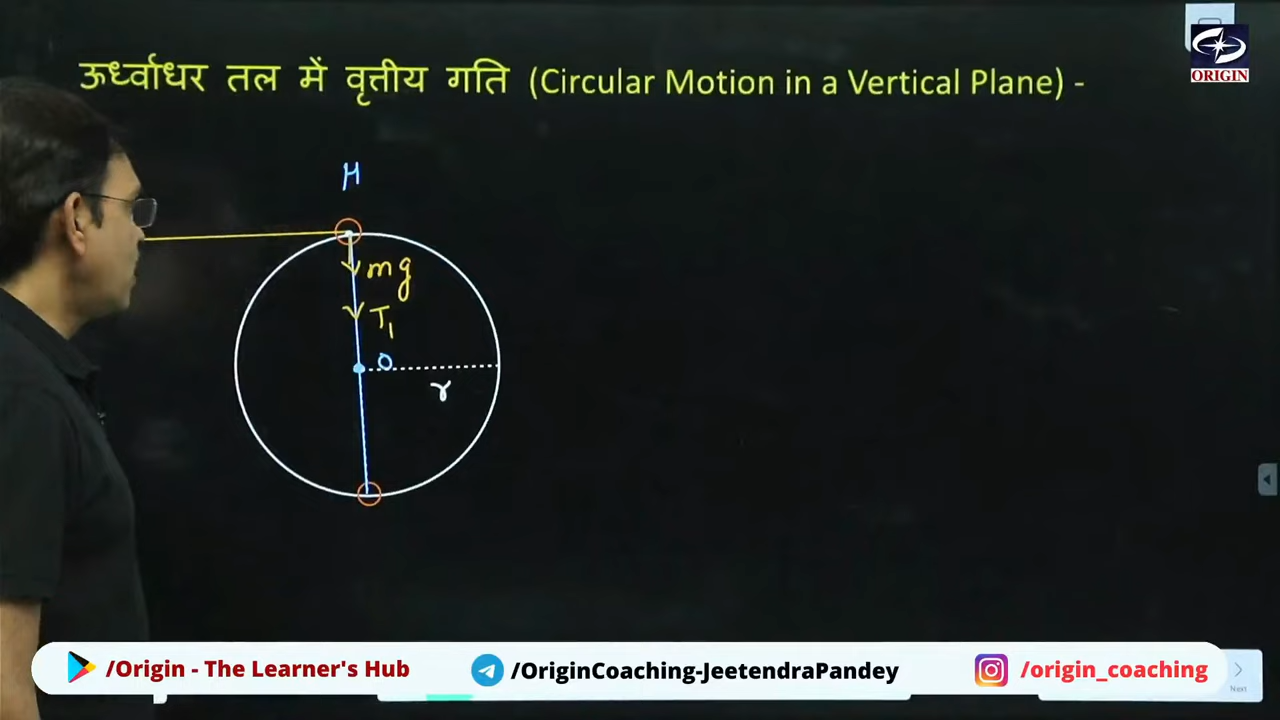 ऊर्ध्वाधर तल में वृत्तीय गति (Circular Motion in a Vertical Plane) -
ORIGIN
H
mg
T₁
O
r
/Origin - The Learner's Hub
/OriginCoaching-JeetendraPandey
/origin_coaching
Next